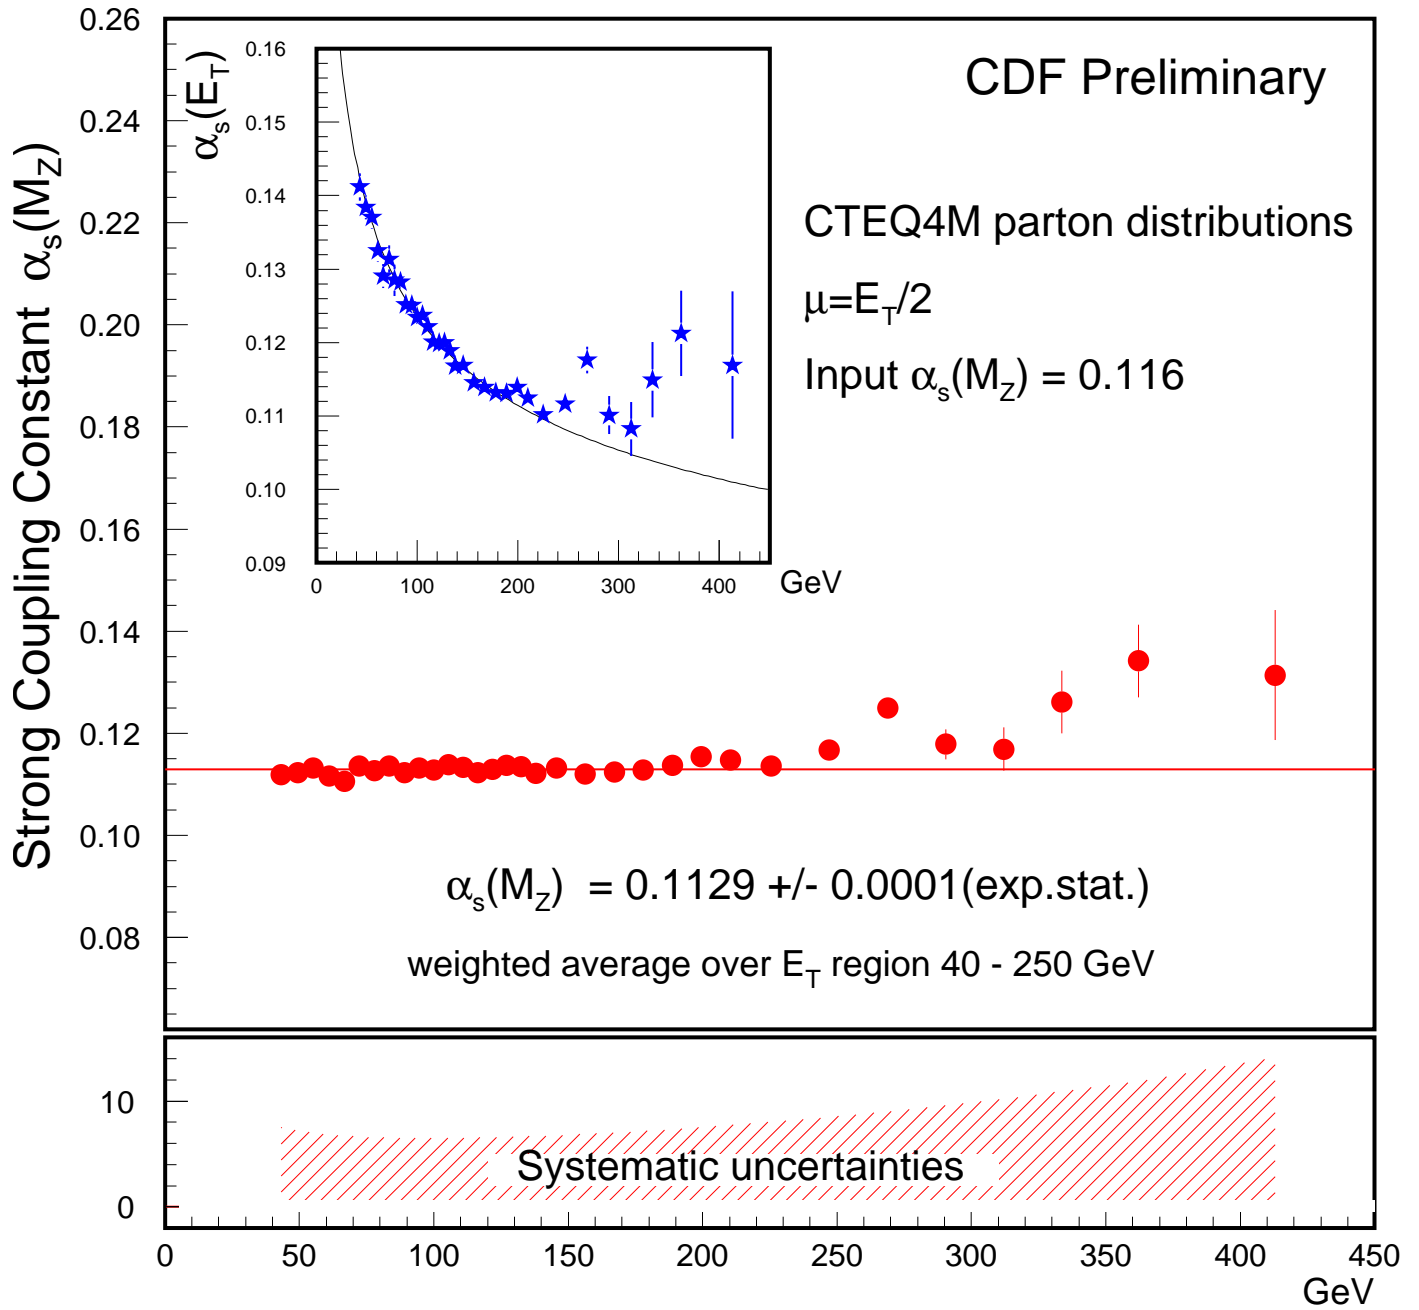 CDF Preliminary
CTEQ4M parton distributions
μ=E_T/2
Input α_s(M_Z) = 0.116
Strong Coupling Constant α_s(M_Z)
0.26
0.24
0.22
0.20
0.18
0.16
0.14
0.12
0.10
0.08
α_s(E_T)
0.16
0.15
0.14
0.13
0.12
0.11
0.10
0.09
0 100 200 300 400 GeV
α_s(M_Z) = 0.1129 +/- 0.0001(exp.stat.)
weighted average over E_T region 40 - 250 GeV
10
0
Systematic uncertainties
0 50 100 150 200 250 300 350 400 450
GeV